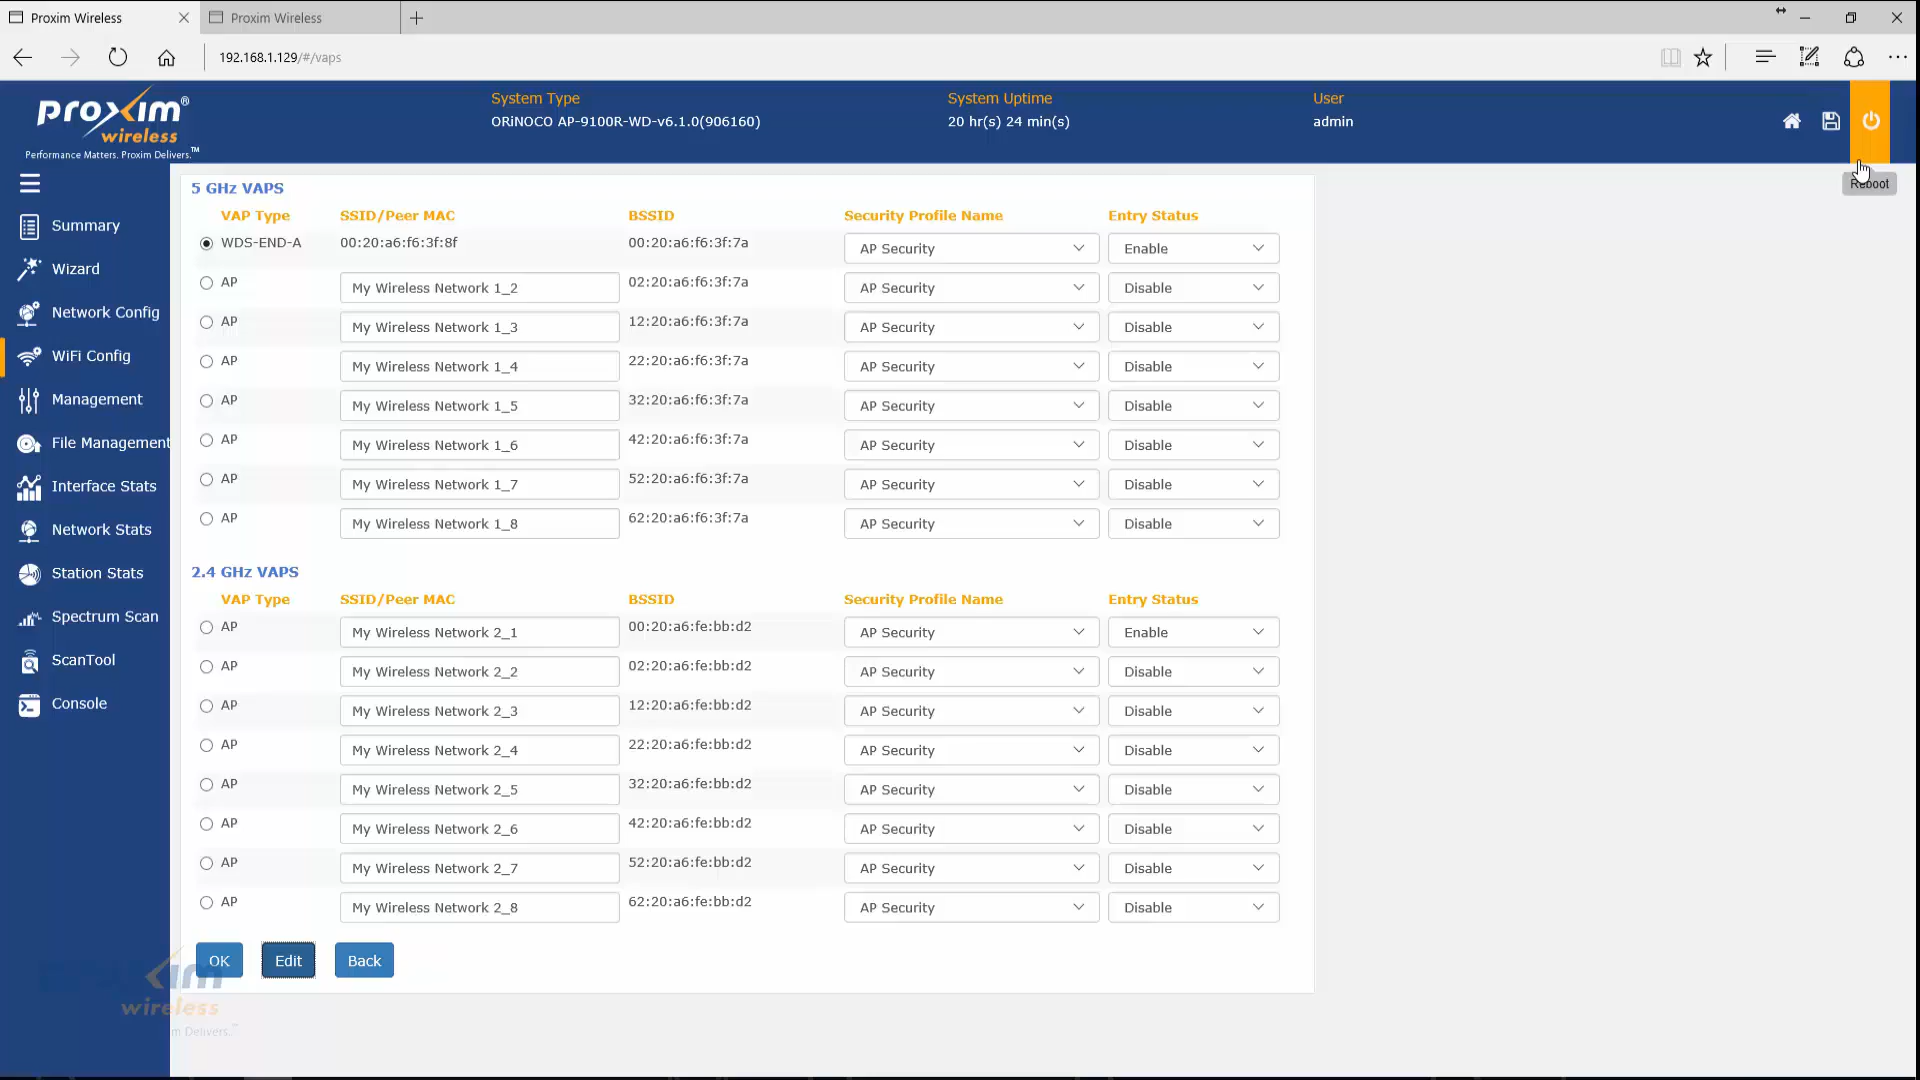 Proxim Wireless
Proxim Wireless
192.168.1.129/#/vaps
proxim®
wireless
Performance Matters. Proxim Delivers.™
System Type
ORiNOCO AP-9100R-WD-v6.1.0(906160)
System Uptime
20 hr(s) 24 min(s)
User
admin
Reboot
Summary
Wizard
Network Config
WiFi Config
Management
File Management
Interface Stats
Network Stats
Station Stats
Spectrum Scan
ScanTool
Console
5 GHz VAPS
VAP Type SSID/Peer MAC BSSID Security Profile Name Entry Status
WDS-END-A 00:20:a6:f6:3f:8f 00:20:a6:f6:3f:7a AP Security Enable
AP My Wireless Network 1_2 02:20:a6:f6:3f:7a AP Security Disable
AP My Wireless Network 1_3 12:20:a6:f6:3f:7a AP Security Disable
AP My Wireless Network 1_4 22:20:a6:f6:3f:7a AP Security Disable
AP My Wireless Network 1_5 32:20:a6:f6:3f:7a AP Security Disable
AP My Wireless Network 1_6 42:20:a6:f6:3f:7a AP Security Disable
AP My Wireless Network 1_7 52:20:a6:f6:3f:7a AP Security Disable
AP My Wireless Network 1_8 62:20:a6:f6:3f:7a AP Security Disable
2.4 GHz VAPS
VAP Type SSID/Peer MAC BSSID Security Profile Name Entry Status
AP My Wireless Network 2_1 00:20:a6:fe:bb:d2 AP Security Enable
AP My Wireless Network 2_2 02:20:a6:fe:bb:d2 AP Security Disable
AP My Wireless Network 2_3 12:20:a6:fe:bb:d2 AP Security Disable
AP My Wireless Network 2_4 22:20:a6:fe:bb:d2 AP Security Disable
AP My Wireless Network 2_5 32:20:a6:fe:bb:d2 AP Security Disable
AP My Wireless Network 2_6 42:20:a6:fe:bb:d2 AP Security Disable
AP My Wireless Network 2_7 52:20:a6:fe:bb:d2 AP Security Disable
AP My Wireless Network 2_8 62:20:a6:fe:bb:d2 AP Security Disable
OK Edit Back
wireless
m Delivers.™